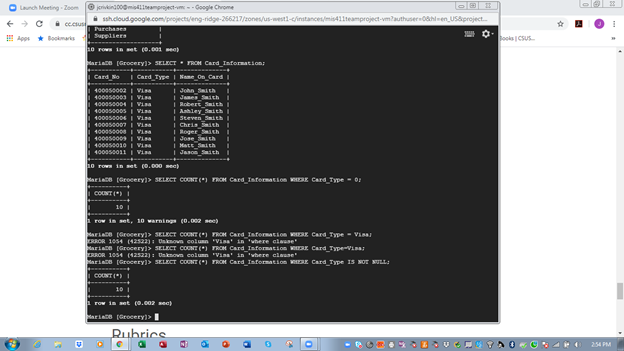 Launch Meeting - Zoom
jsrivkin100@mis411teamproject-vm: ~ - Google Chrome
ssh.cloud.google.com/projects/eng-ridge-266217/zones/us-west1-c/instances/mis411teamproject-vm?authuser=0&hl=en_US&project...
ec.csus
Apps
Bookmarks
Books | CSUS...
| Purchases |
| Suppliers |
+--------------------+
10 rows in set (0.001 sec)
MariaDB [Grocery]> SELECT * FROM Card_Information;
+-----------+-----------+--------------+
| Card_No | Card_Type | Name_On_Card |
+-----------+-----------+--------------+
| 400050002 | Visa | John_Smith |
| 400050003 | Visa | James_Smith |
| 400050004 | Visa | Robert_Smith |
| 400050005 | Visa | Ashley_Smith |
| 400050006 | Visa | Steven_Smith |
| 400050007 | Visa | Chris_Smith |
| 400050008 | Visa | Roger_Smith |
| 400050009 | Visa | Jose_Smith |
| 400050010 | Visa | Matt_Smith |
| 400050011 | Visa | Jason_Smith |
+-----------+-----------+--------------+
10 rows in set (0.000 sec)
MariaDB [Grocery]> SELECT COUNT(*) FROM Card_Information WHERE Card_Type = 0;
+----------+
| COUNT(*) |
+----------+
| 10 |
+----------+
1 row in set, 10 warnings (0.002 sec)
MariaDB [Grocery]> SELECT COUNT(*) FROM Card_Information WHERE Card_Type = Visa;
ERROR 1054 (42S22): Unknown column 'Visa' in 'where clause'
MariaDB [Grocery]> SELECT COUNT(*) FROM Card_Information WHERE Card_Type=Visa;
ERROR 1054 (42S22): Unknown column 'Visa' in 'where clause'
MariaDB [Grocery]> SELECT COUNT(*) FROM Card_Information WHERE Card_Type IS NOT NULL;
+----------+
| COUNT(*) |
+----------+
| 10 |
+----------+
1 row in set (0.002 sec)
MariaDB [Grocery]>
Rubrics
2:54 PM